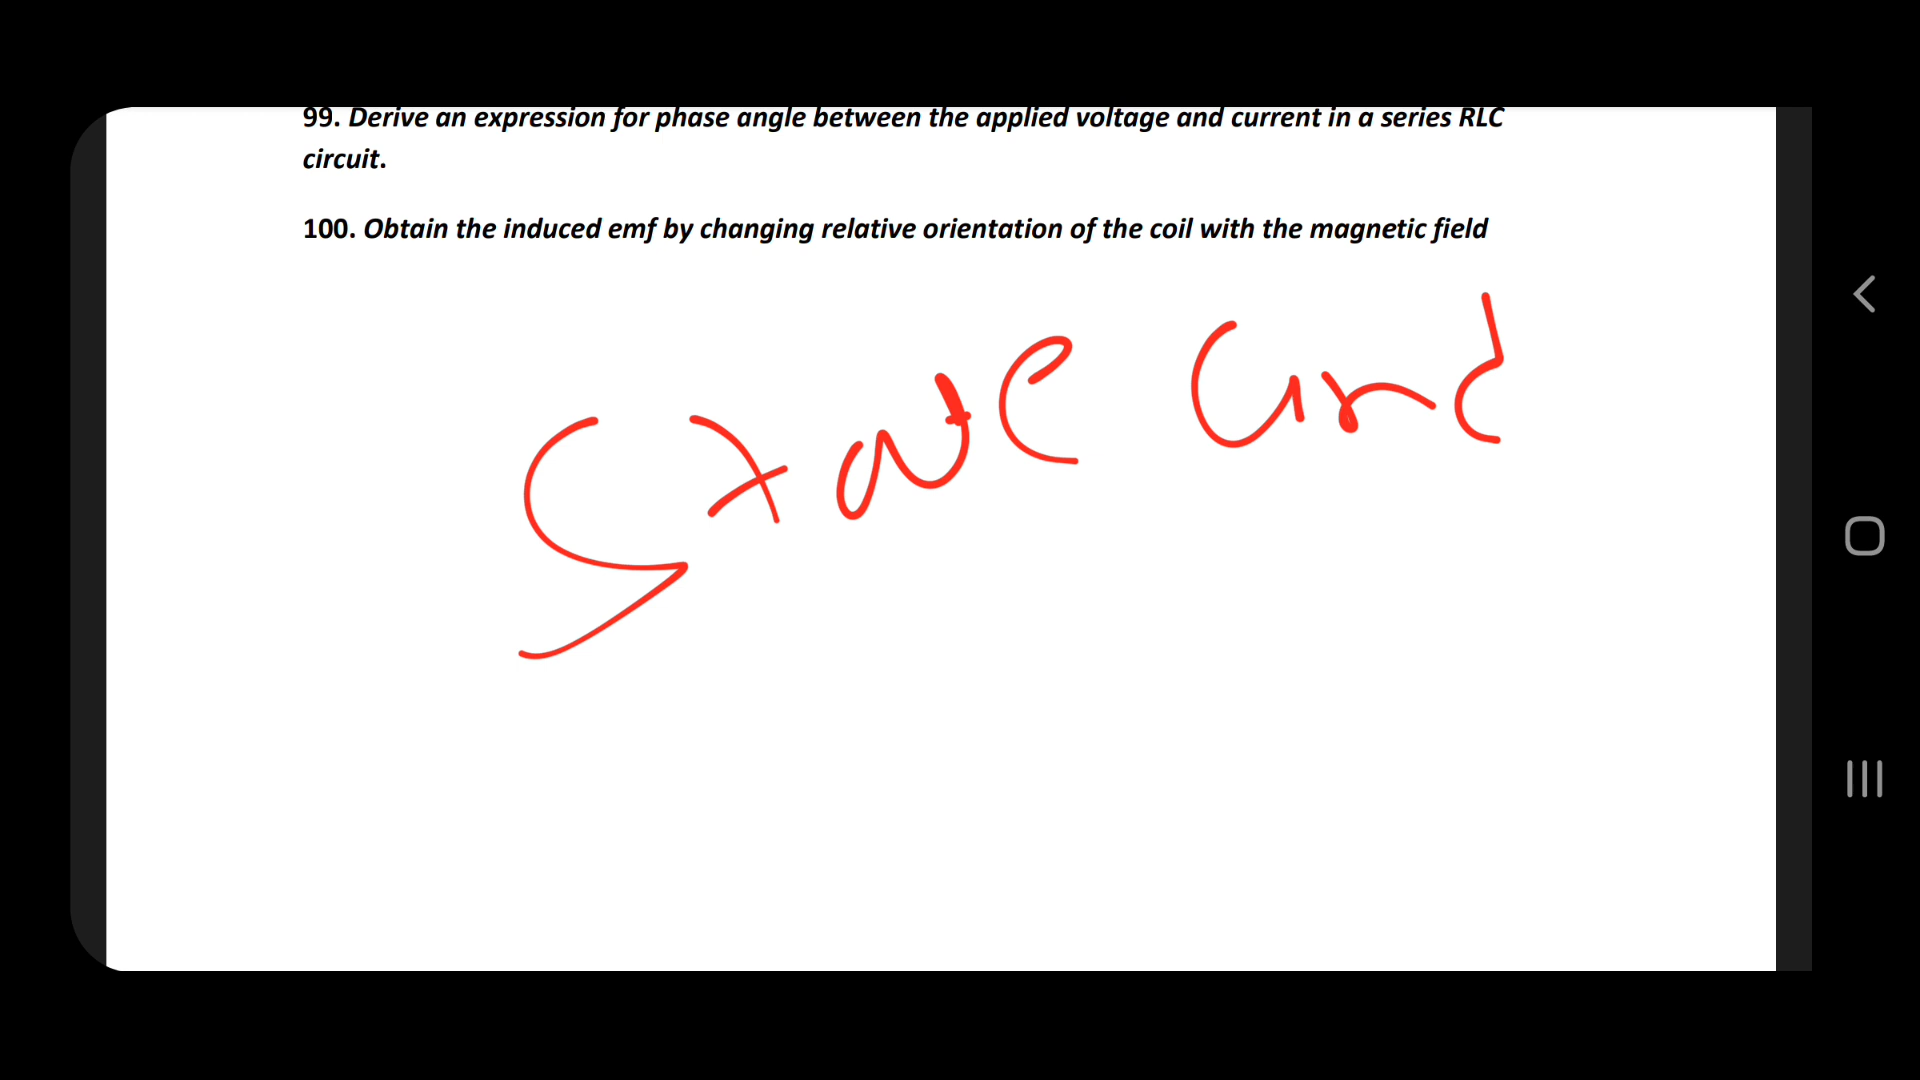 99. Derive an expression for phase angle between the applied voltage and current in a series RLC
circuit.
100. Obtain the induced emf by changing relative orientation of the coil with the magnetic field
State and